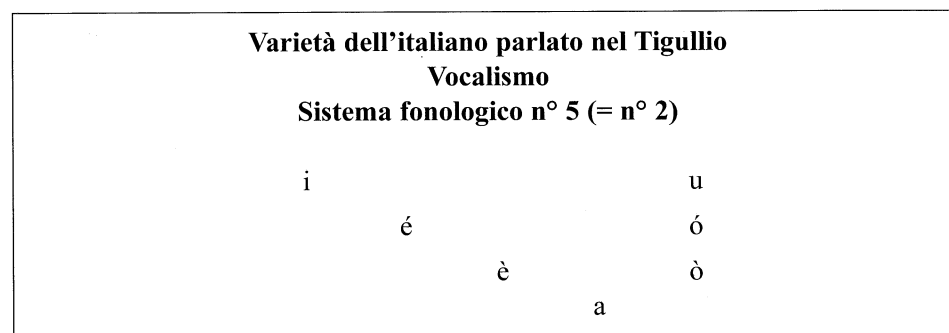 Varietà dell'italiano parlato nel Tigullio
Vocalismo
Sistema fonologico n° 5 (= n° 2)
i u
é ó
è ò
a